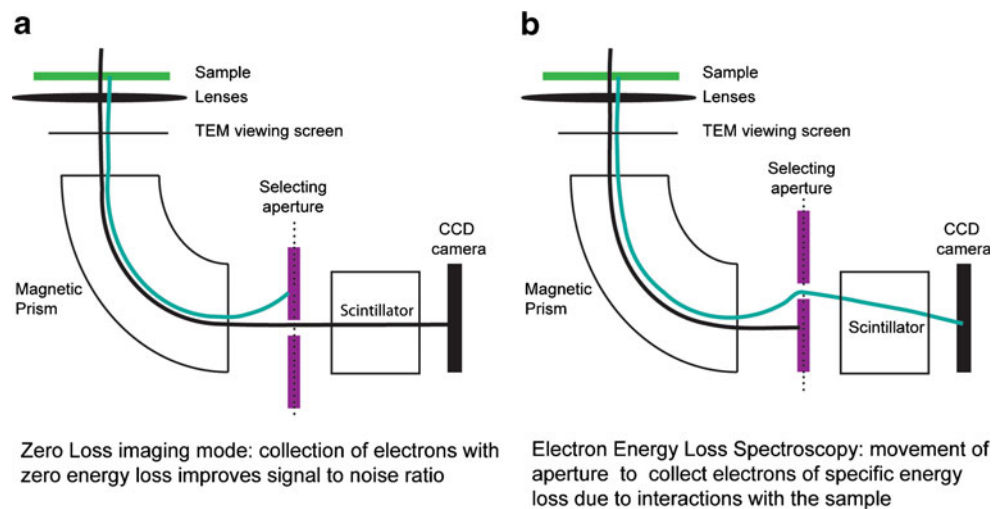 a
Sample
Lenses
TEM viewing screen
Selecting
aperture
CCD
camera
Magnetic
Prism
Scintillator
Zero Loss imaging mode: collection of electrons with
zero energy loss improves signal to noise ratio
b
Sample
Lenses
TEM viewing screen
Selecting
aperture
CCD
camera
Magnetic
Prism
Scintillator
Electron Energy Loss Spectroscopy: movement of
aperture to collect electrons of specific energy
loss due to interactions with the sample